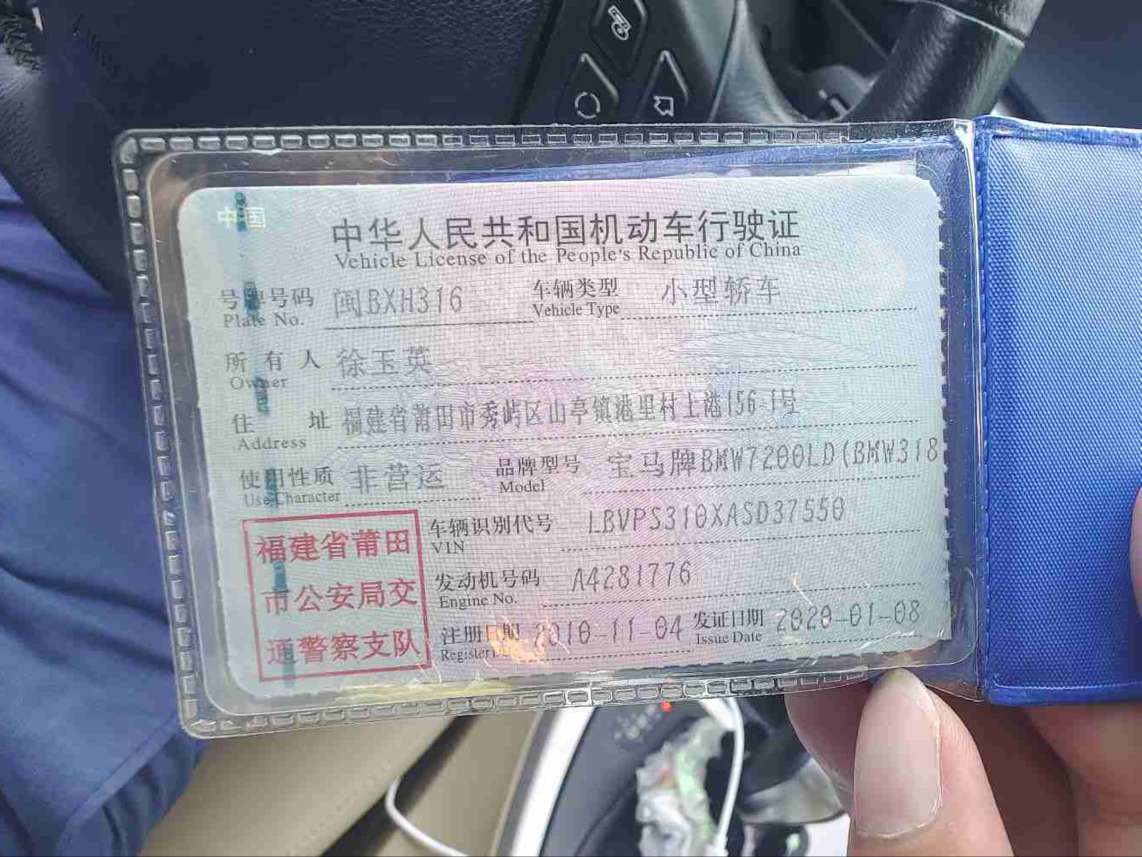 中国
中华人民共和国机动车行驶证
Vehicle License of the People's Republic of China
号牌号码 闽BXH316 车辆类型 小型轿车
Plate No. Vehicle Type
所有人 徐玉英
Owner
住址 福建省莆田市秀屿区山亭镇港里村上港156-1号
Address
使用性质 非营运 品牌型号 宝马牌BMW7200LD(BMW318
Use Character Model
福建省莆田
市公安局交
通警察支队
车辆识别代号 LBVPS310XASD37550
VIN
发动机号码 A4281776
Engine No.
注册日期 2010-11-04 发证日期 2020-01-08
Register Issue Date